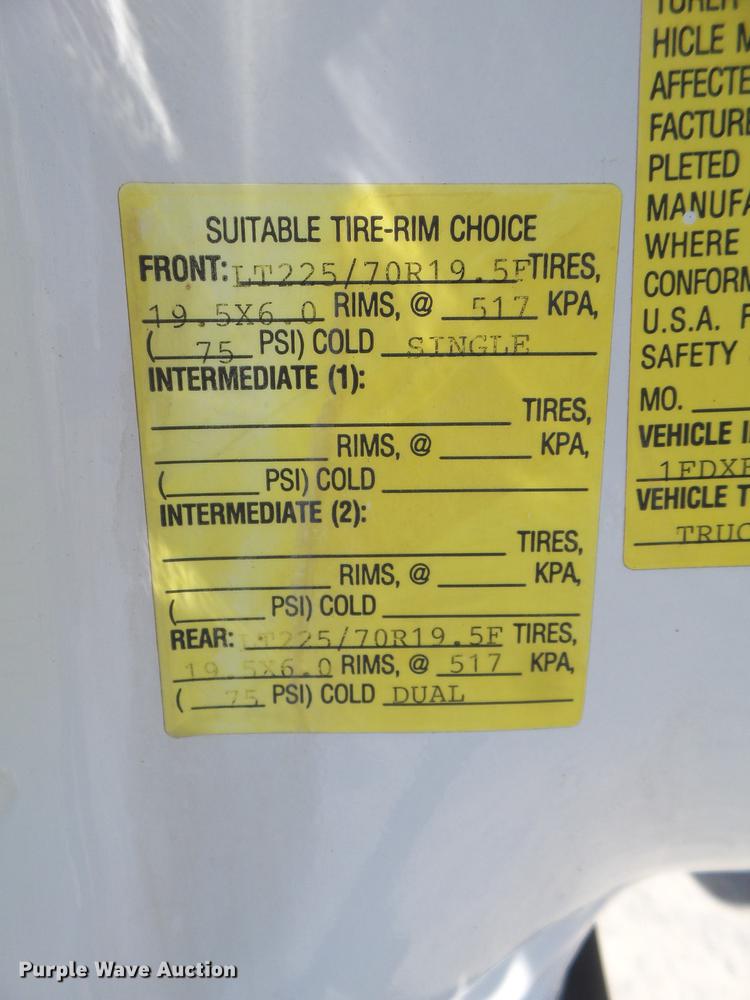 SUITABLE TIRE-RIM CHOICE
FRONT: LT225/70R19.5F TIRES,
19.5X6.0 RIMS, @ 517 KPA,
( 75 PSI) COLD SINGLE
INTERMEDIATE (1):
TIRES,
RIMS, @ KPA,
( PSI) COLD
INTERMEDIATE (2):
TIRES,
RIMS, @ KPA,
( PSI) COLD
REAR: LT225/70R19.5F TIRES,
19.5X6.0 RIMS, @ 517 KPA,
( 75 PSI) COLD DUAL
HICLE M
AFFECTE
FACTURE
PLETED
MANUFA
WHERE
CONFORM
U.S.A. F
SAFETY
MO.
VEHICLE I
1FDXE
VEHICLE T
TRUC
Purple Wave Auction